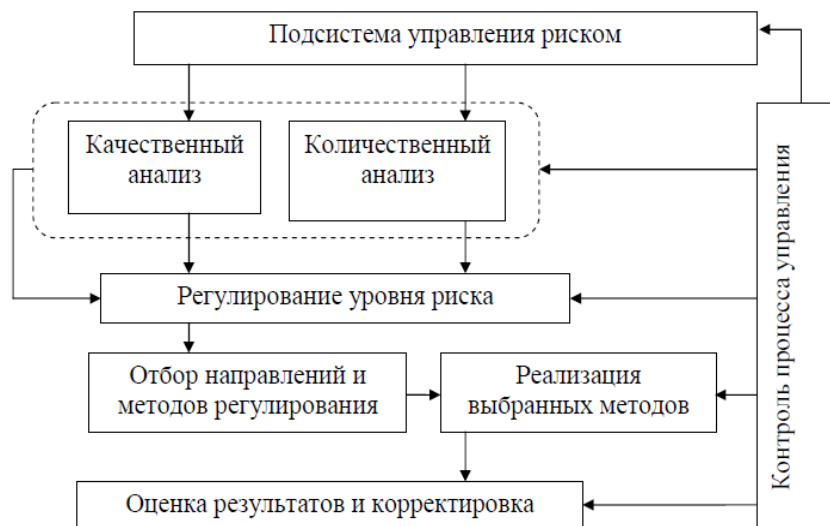 Подсистема управления риском
Качественный
анализ
Количественный
анализ
Регулирование уровня риска
Отбор направлений и
методов регулирования
Реализация
выбранных методов
Оценка результатов и корректировка
Контроль процесса управления